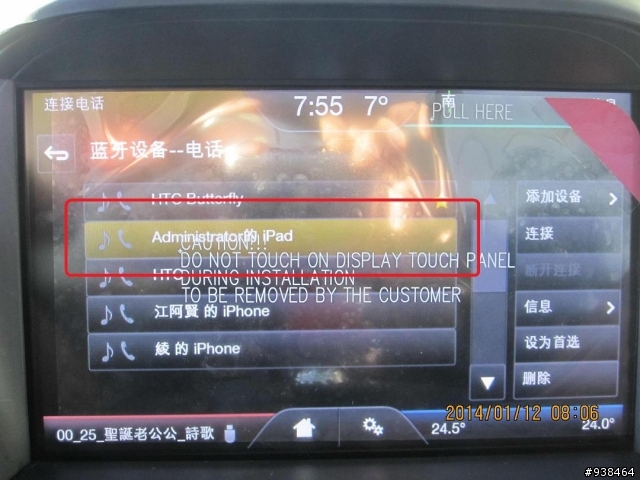 连接电话
7:55 7° 南
PULL HERE
蓝牙设备--电话
HTC Butterfly
添加设备
Administrator的 iPad
连接
CAUTION!!!
DO NOT TOUCH ON DISPLAY TOUCH PANEL
断开连接
HTC
DURING INSTALLATION
TO BE REMOVED BY THE CUSTOMER
信息
江阿賢 的 iPhone
设为首选
綾 的 iPhone
删除
2014/01/12 08:06
00_25_聖誕老公公_詩歌
24.5°
24.0°
#938464